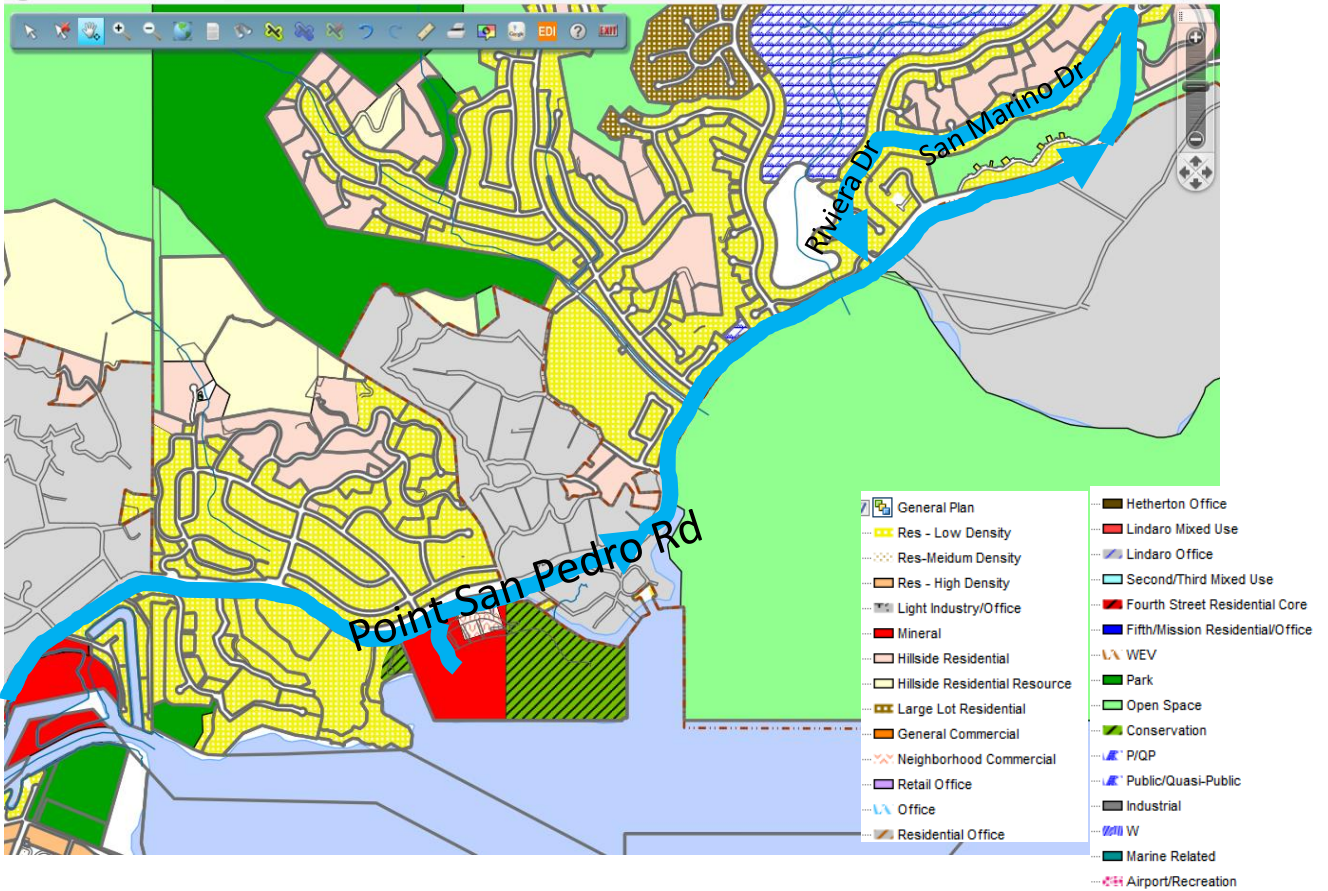 EDI
EXIT
San Marino Dr
Riviera Dr
Point San Pedro Rd
General Plan
Res - Low Density
Res-Meidum Density
Res - High Density
Light Industry/Office
Mineral
Hillside Residential
Hillside Residential Resource
Large Lot Residential
General Commercial
Neighborhood Commercial
Retail Office
Office
Residential Office
Hetherton Office
Lindaro Mixed Use
Lindaro Office
Second/Third Mixed Use
Fourth Street Residential Core
Fifth/Mission Residential/Office
WEV
Park
Open Space
Conservation
P/QP
Public/Quasi-Public
Industrial
W
Marine Related
Airport/Recreation